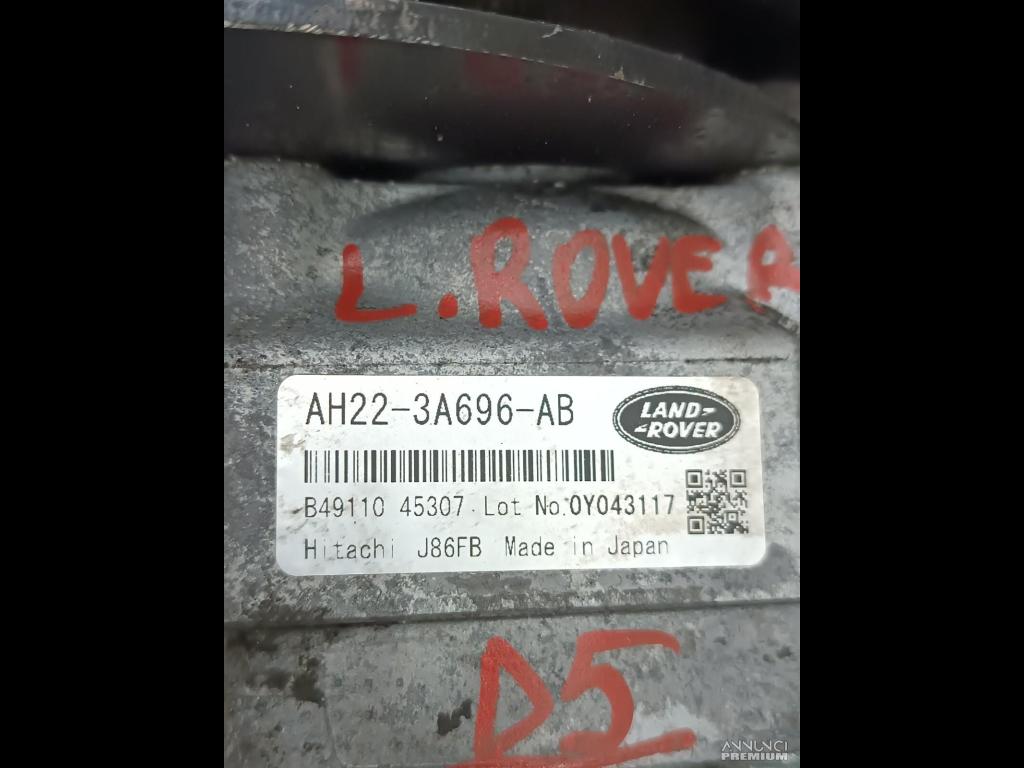 L. ROVER
AH22-3A696-AB
LAND-
-ROVER
B49110 45307 Lot No.0Y043117
Hitachi J86FB Made in Japan
D5
ANNUNCI
PREMIUM